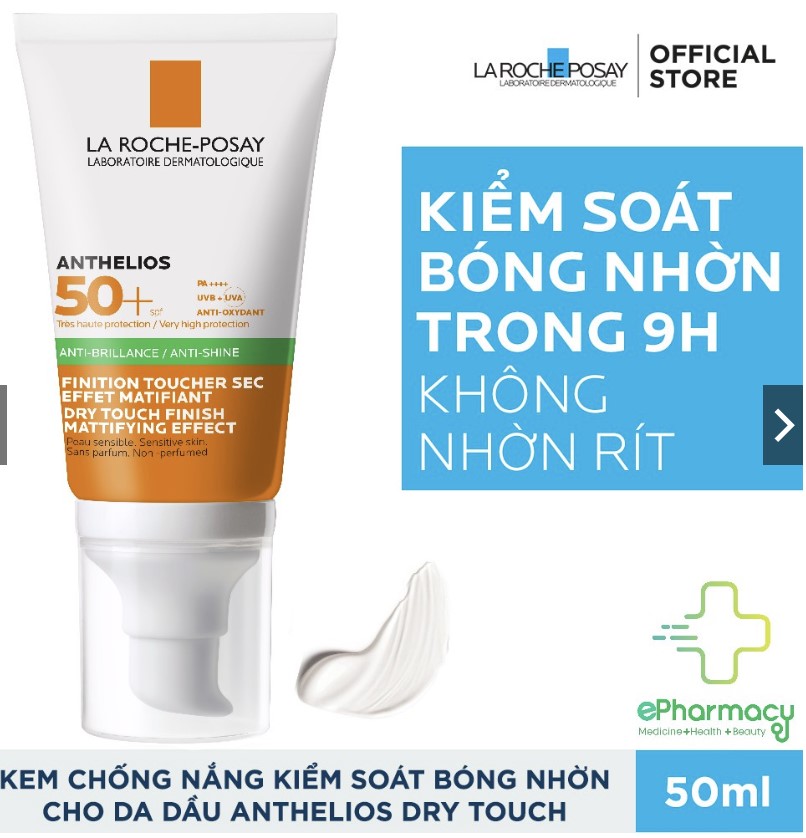 LA ROCHE-POSAY
LABORATOIRE DERMATOLOGIQUE
ANTHELIOS
50+ SPF
PA ++++
UVB + UVA
ANTI-OXYDANT
Très haute protection / Very high protection
ANTI-BRILLANCE / ANTI-SHINE
FINITION TOUCHER SEC
EFFET MATIFIANT
DRY TOUCH FINISH
MATTIFYING EFFECT
Peau sensible. Sensitive skin.
Sans parfum. Non-perfumed
LA ROCHE POSAY
LABORATOIRE DERMATOLOGIQUE
OFFICIAL
STORE
KIỂM SOÁT
BÓNG NHỜN
TRONG 9H
KHÔNG
NHỜN RÍT
ePharmacy
Medicine+Health+Beauty
KEM CHỐNG NẮNG KIỂM SOÁT BÓNG NHỜN
CHO DA DẦU ANTHELIOS DRY TOUCH
50ml